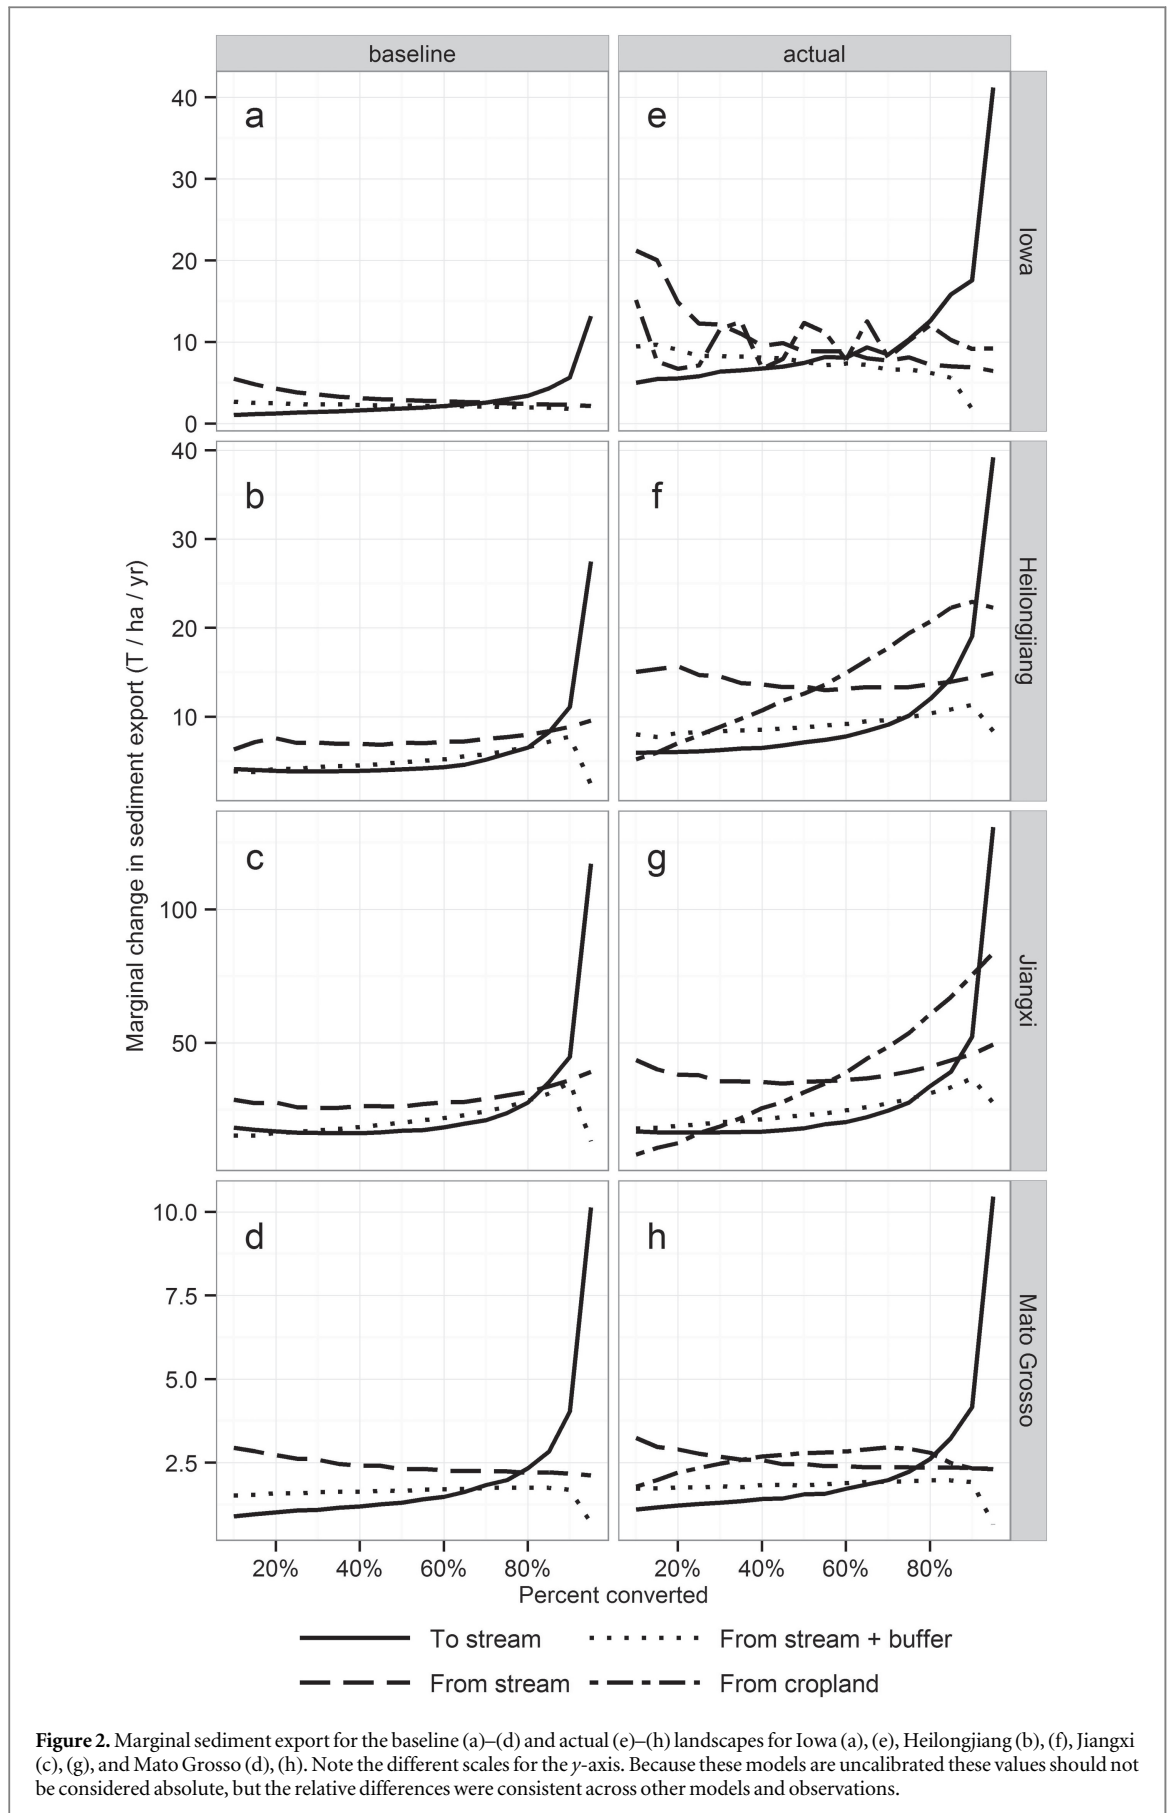 baseline
actual
a
e
40
30
20
10
0
Iowa
b
f
40
30
20
10
Heilongjiang
c
g
100
50
Jiangxi
d
h
10.0
7.5
5.0
2.5
Mato Grosso
Marginal change in sediment export (T / ha / yr)
20% 40% 60% 80% 20% 40% 60% 80%
Percent converted
To stream From stream + buffer
From stream From cropland
Figure 2. Marginal sediment export for the baseline (a)–(d) and actual (e)–(h) landscapes for Iowa (a), (e), Heilongjiang (b), (f), Jiangxi
(c), (g), and Mato Grosso (d), (h). Note the different scales for the y-axis. Because these models are uncalibrated these values should not
be considered absolute, but the relative differences were consistent across other models and observations.